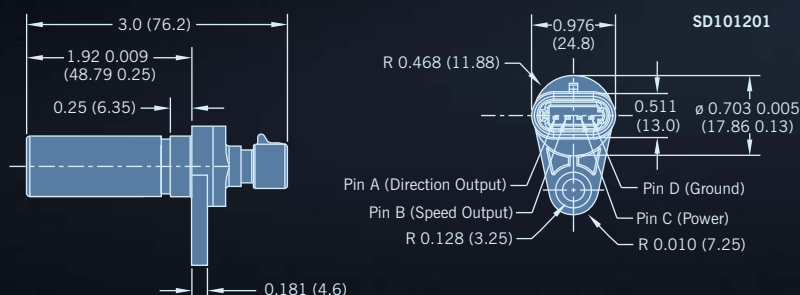 3.0 (76.2)
1.92 0.009
(48.79 0.25)
0.25 (6.35)
0.181 (4.6)
SD101201
0.976
(24.8)
R 0.468 (11.88)
0.511
(13.0)
ø 0.703 0.005
(17.86 0.13)
Pin A (Direction Output)
Pin B (Speed Output)
R 0.128 (3.25)
Pin D (Ground)
Pin C (Power)
R 0.010 (7.25)